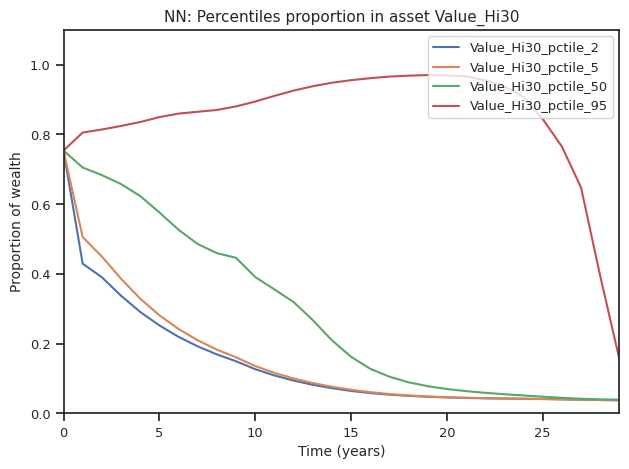 NN: Percentiles proportion in asset Value_Hi30
Value_Hi30_pctile_2
Value_Hi30_pctile_5
Value_Hi30_pctile_50
Value_Hi30_pctile_95
Proportion of wealth
1.0
0.8
0.6
0.4
0.2
0.0
0 5 10 15 20 25
Time (years)